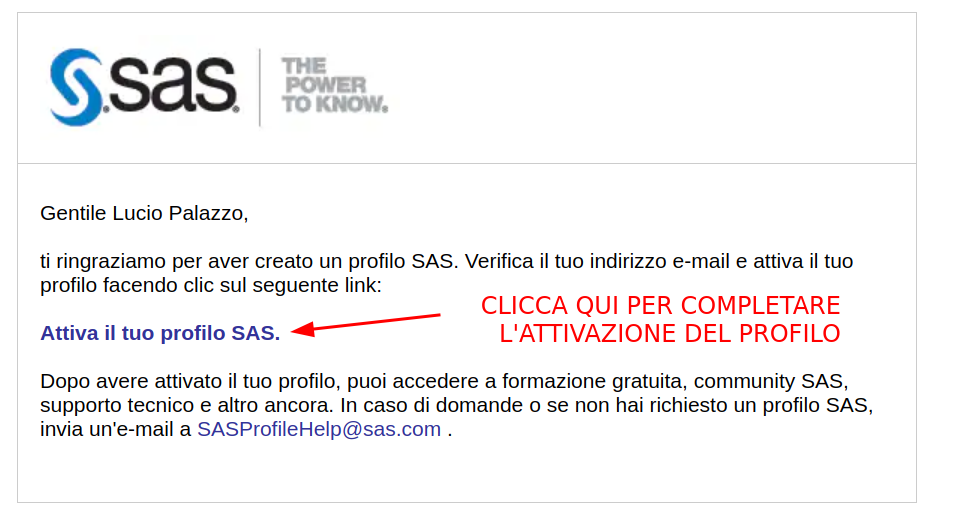 sas
THE
POWER
TO KNOW.
Gentile Lucio Palazzo,
ti ringraziamo per aver creato un profilo SAS. Verifica il tuo indirizzo e-mail e attiva il tuo
profilo facendo clic sul seguente link:
CLICCA QUI PER COMPLETARE
L'ATTIVAZIONE DEL PROFILO
Attiva il tuo profilo SAS.
Dopo avere attivato il tuo profilo, puoi accedere a formazione gratuita, community SAS,
supporto tecnico e altro ancora. In caso di domande o se non hai richiesto un profilo SAS,
invia un'e-mail a SASProfileHelp@sas.com .